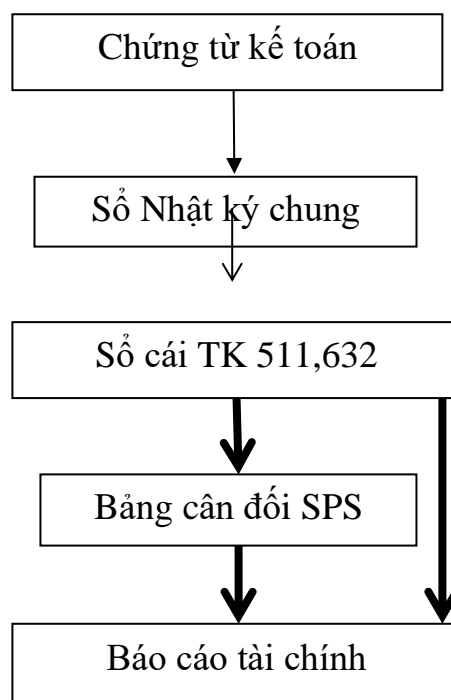 Chứng từ kế toán
Sổ Nhật ký chung
Sổ cái TK 511,632
Bảng cân đối SPS
Báo cáo tài chính